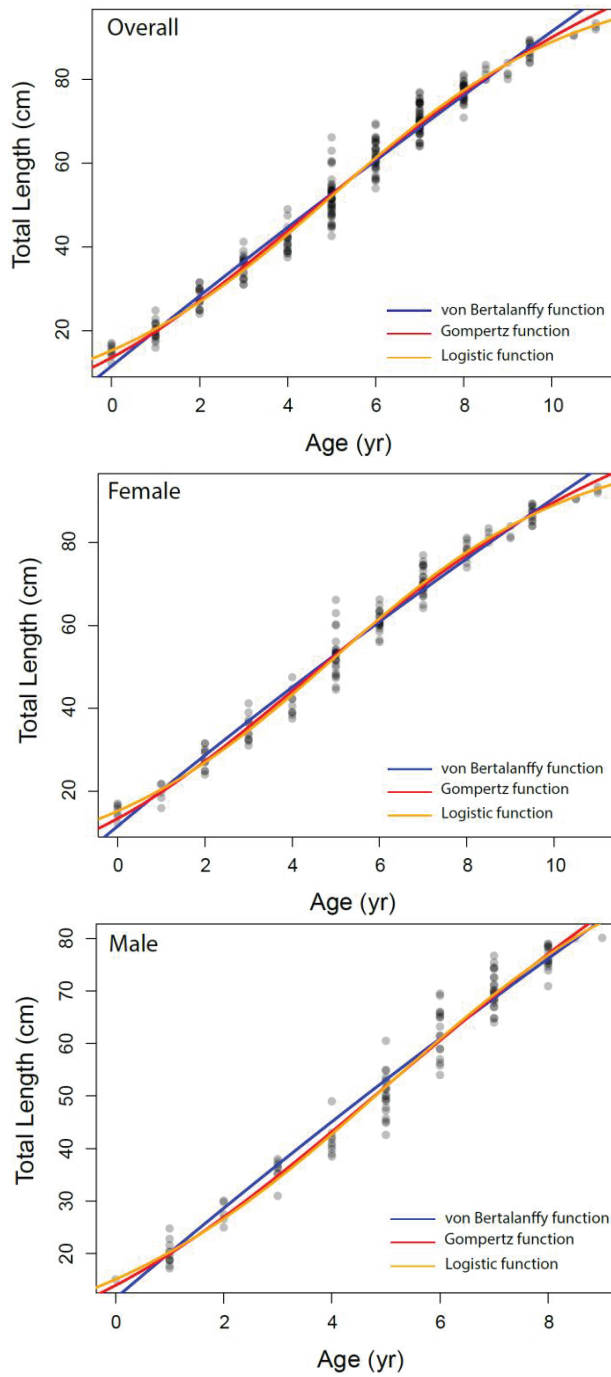 Overall
Total Length (cm)
80
60
40
20
von Bertalanffy function
Gompertz function
Logistic function
0 2 4 6 8 10
Age (yr)
Female
Total Length (cm)
80
60
40
20
von Bertalanffy function
Gompertz function
Logistic function
0 2 4 6 8 10
Age (yr)
Male
Total Length (cm)
80
70
60
50
40
30
20
von Bertalanffy function
Gompertz function
Logistic function
0 2 4 6 8
Age (yr)